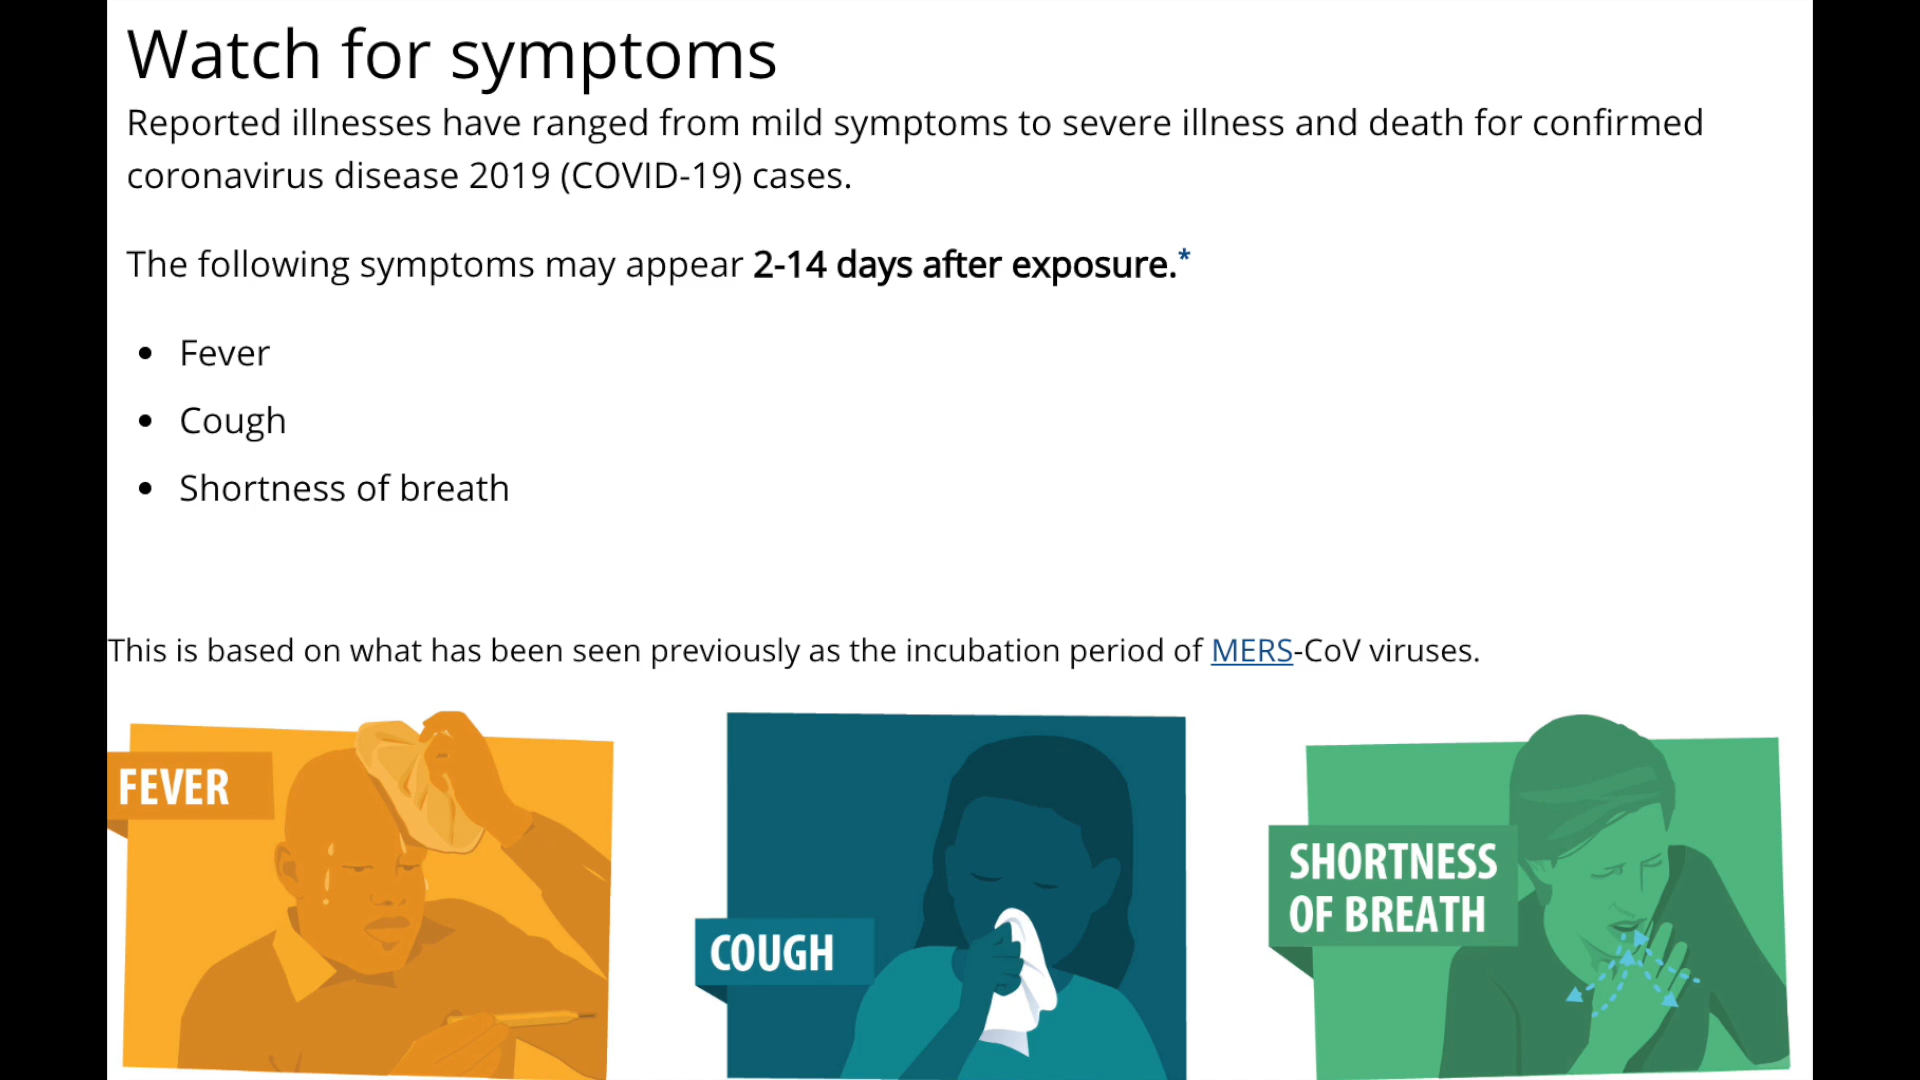 Watch for symptoms
Reported illnesses have ranged from mild symptoms to severe illness and death for confirmed
coronavirus disease 2019 (COVID-19) cases.
The following symptoms may appear 2-14 days after exposure.*
• Fever
• Cough
• Shortness of breath
This is based on what has been seen previously as the incubation period of MERS-CoV viruses.
FEVER
COUGH
SHORTNESS
OF BREATH